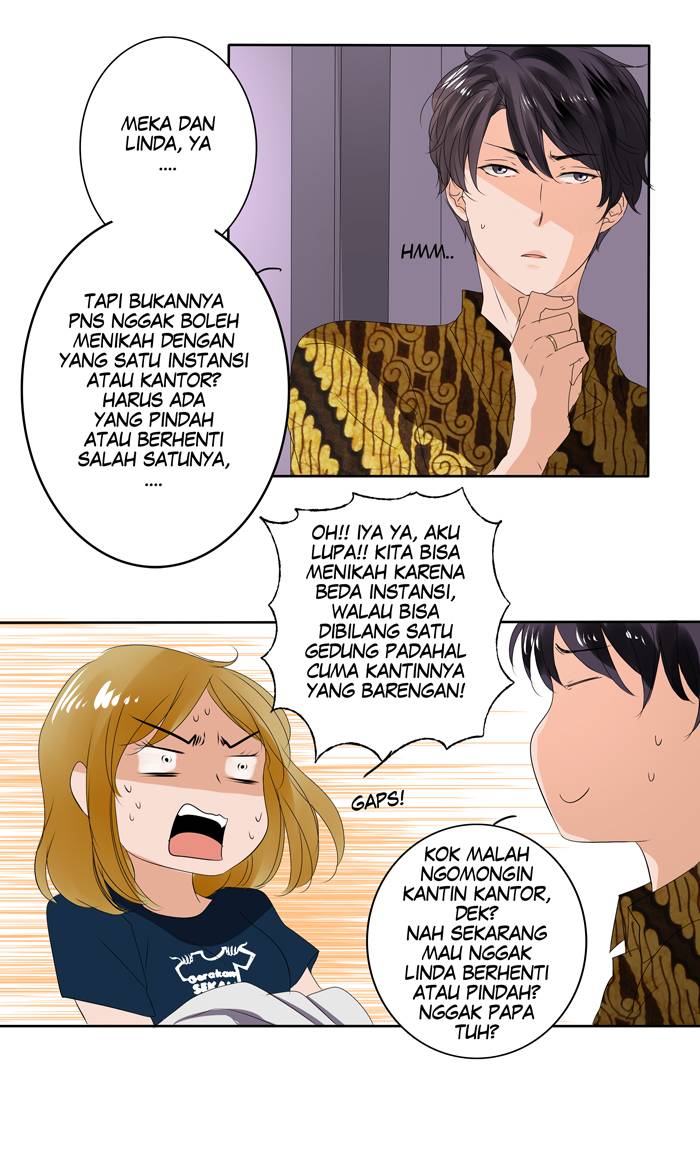 MEKA DAN
LINDA, YA
....
HMM..
TAPI BUKANNYA
PNS NGGAK BOLEH
MENIKAH DENGAN
YANG SATU INSTANSI
ATAU KANTOR?
HARUS ADA
YANG PINDAH
ATAU BERHENTI
SALAH SATUNYA,
....
OH!! IYA YA, AKU
LUPA!! KITA BISA
MENIKAH KARENA
BEDA INSTANSI,
WALAU BISA
DIBILANG SATU
GEDUNG PADAHAL
CUMA KANTINNYA
YANG BARENGAN!
GAPS!
KOK MALAH
NGOMONGIN
KANTIN KANTOR,
DEK?
NAH SEKARANG
MAU NGGAK
LINDA BERHENTI
ATAU PINDAH?
NGGAK PAPA
TUH?
Gerakan